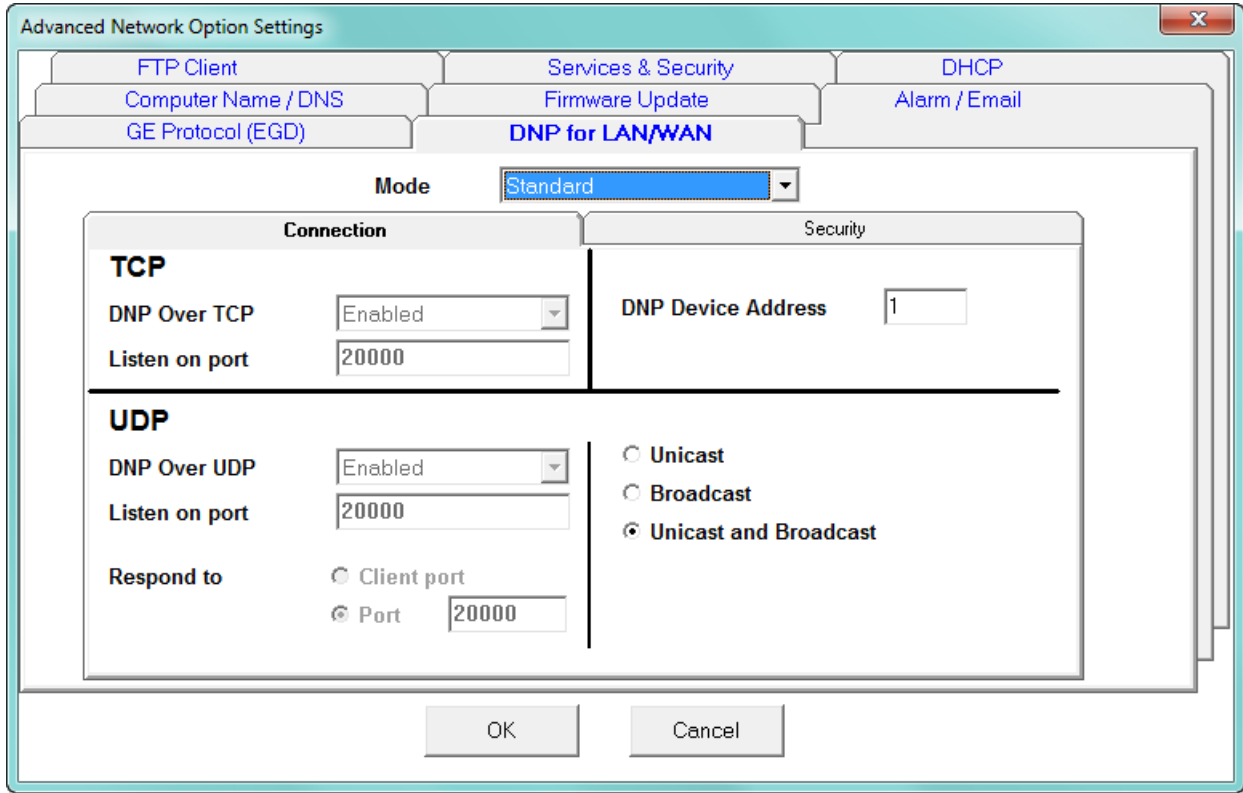 Advanced Network Option Settings
FTP Client Services & Security DHCP
Computer Name / DNS Firmware Update Alarm / Email
GE Protocol (EGD) DNP for LAN/WAN
Mode Standard
Connection Security
TCP
DNP Over TCP Enabled DNP Device Address 1
Listen on port 20000
UDP
DNP Over UDP Enabled Unicast
Broadcast
Listen on port 20000
Unicast and Broadcast
Respond to Client port
Port 20000
OK Cancel